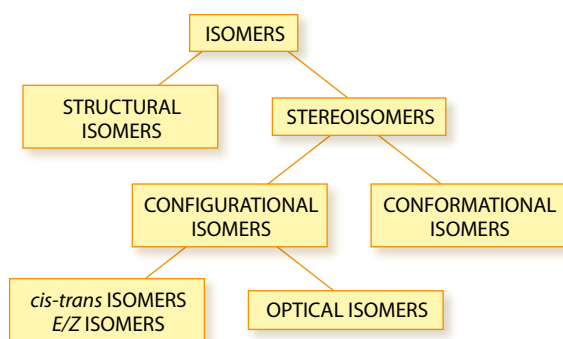 ISOMERS
STRUCTURAL
ISOMERS
STEREOISOMERS
CONFIGURATIONAL
ISOMERS
CONFORMATIONAL
ISOMERS
cis-trans ISOMERS
E/Z ISOMERS
OPTICAL ISOMERS